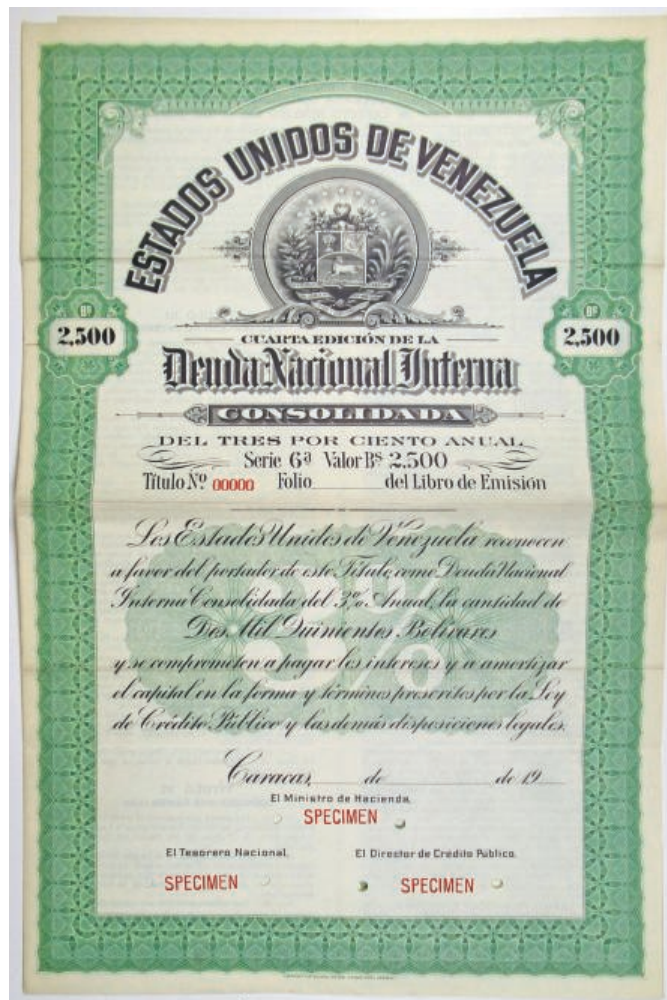 ESTADOS UNIDOS DE VENEZUELA
Bs 2,500
Bs 2,500
CUARTA EDICIÓN DE LA
Deuda Nacional Interna
CONSOLIDADA
DEL TRES POR CIENTO ANUAL
Serie 6ª Valor Bs 2.500
Título Nº 00000 Folio del Libro de Emisión
3%
Los Estados Unidos de Venezuela reconocen
a favor del portador de este Título, como Deuda Nacional
Interna Consolidada del 3% Anual, la cantidad de
Dos Mil Quinientos Bolívares
y se comprometen a pagar los intereses y a amortizar
el capital en la forma y términos prescritos por la Ley
de Crédito Público y las demás disposiciones legales.
Caracas, de de 19
El Ministro de Hacienda,
SPECIMEN
El Tesorero Nacional,
El Director de Crédito Público,
SPECIMEN
SPECIMEN